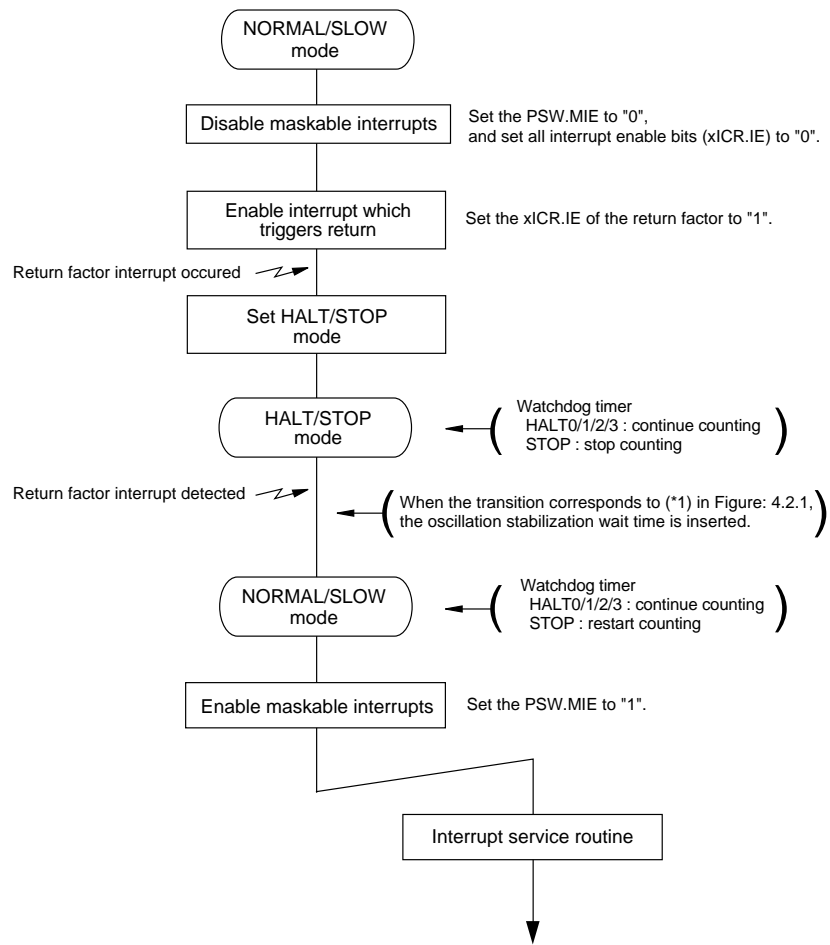 NORMAL/SLOW
mode
Disable maskable interrupts
Set the PSW.MIE to "0",
and set all interrupt enable bits (xICR.IE) to "0".
Enable interrupt which
triggers return
Set the xICR.IE of the return factor to "1".
Return factor interrupt occured
Set HALT/STOP
mode
HALT/STOP
mode
Watchdog timer
HALT0/1/2/3 : continue counting
STOP : stop counting
Return factor interrupt detected
When the transition corresponds to (*1) in Figure: 4.2.1,
the oscillation stabilization wait time is inserted.
NORMAL/SLOW
mode
Watchdog timer
HALT0/1/2/3 : continue counting
STOP : restart counting
Enable maskable interrupts
Set the PSW.MIE to "1".
Interrupt service routine